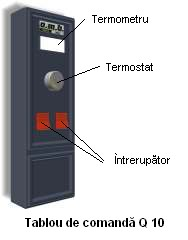 Termometru
Termostat
Întrerupător
Tablou de comandă Q 10